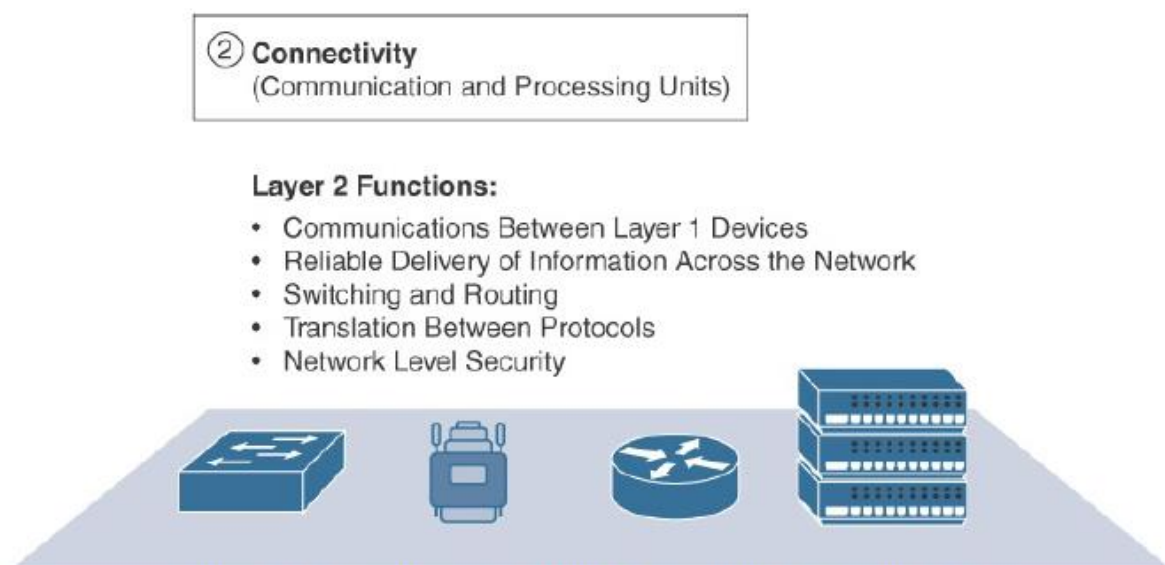 ② Connectivity
(Communication and Processing Units)
Layer 2 Functions:
• Communications Between Layer 1 Devices
• Reliable Delivery of Information Across the Network
• Switching and Routing
• Translation Between Protocols
• Network Level Security